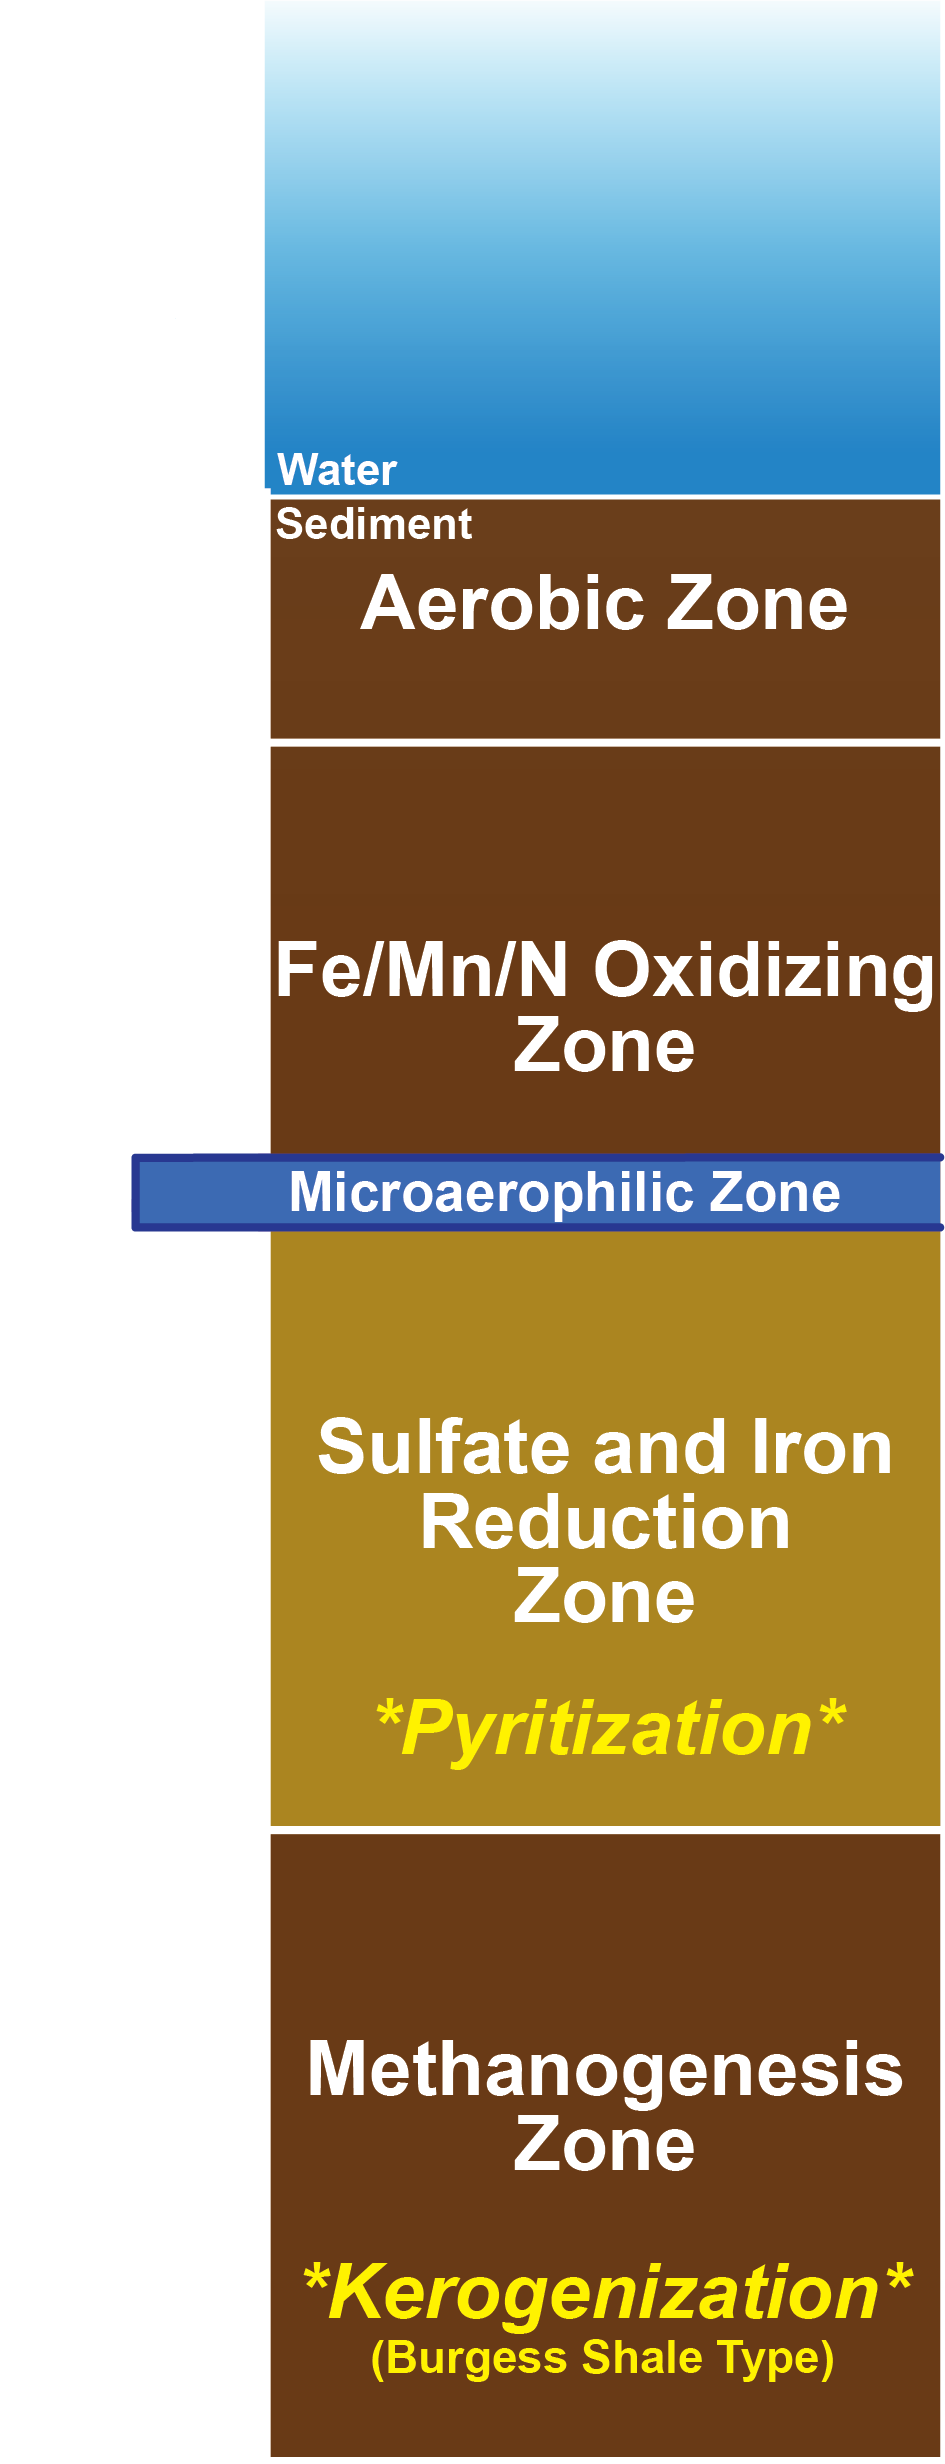 Water
Sediment
Aerobic Zone
Fe/Mn/N Oxidizing
Zone
Microaerophilic Zone
Sulfate and Iron
Reduction
Zone
*Pyritization*
Methanogenesis
Zone
*Kerogenization*
(Burgess Shale Type)